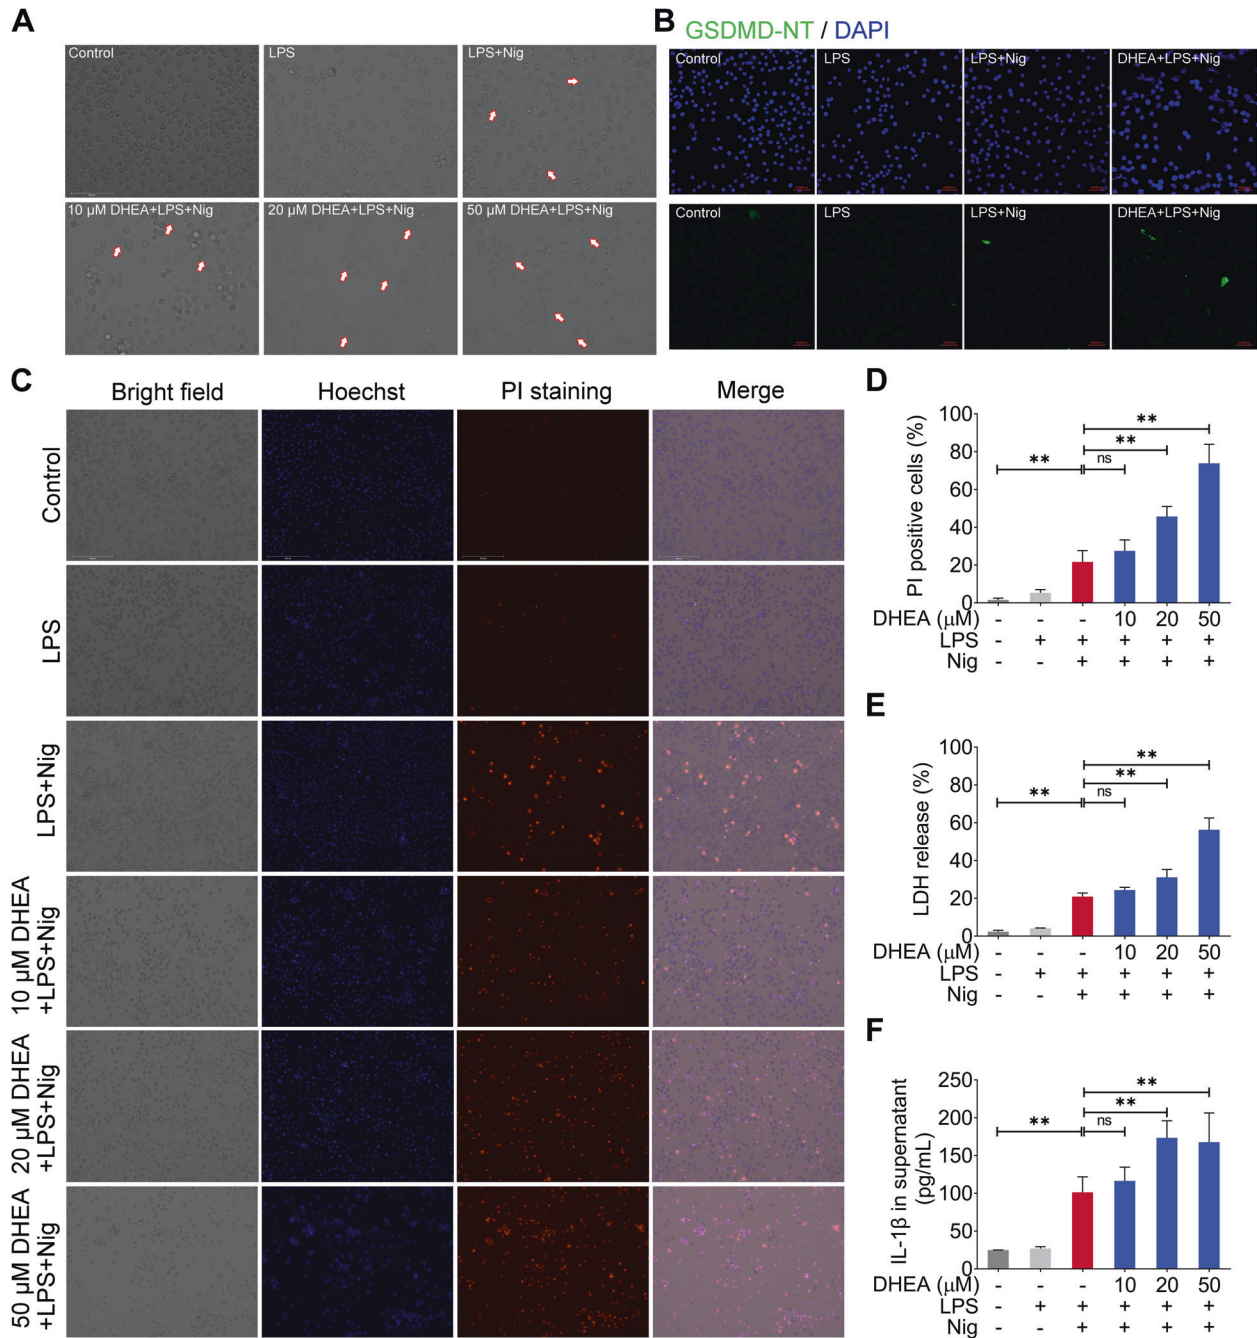 A
Control
LPS
LPS+Nig
10 µM DHEA+LPS+Nig
20 µM DHEA+LPS+Nig
50 µM DHEA+LPS+Nig
B
GSDMD-NT / DAPI
Control
LPS
LPS+Nig
DHEA+LPS+Nig
Control
LPS
LPS+Nig
DHEA+LPS+Nig
C
Bright field
Hoechst
PI staining
Merge
Control
LPS
LPS+Nig
10 µM DHEA
+LPS+Nig
20 µM DHEA
+LPS+Nig
50 µM DHEA
+LPS+Nig
D
PI positive cells (%)
100
80
60
40
20
0
** ns ** **
DHEA (µM) - - - 10 20 50
LPS - + + + + +
Nig - - + + + +
E
LDH release (%)
100
80
60
40
20
0
** ns ** **
DHEA (µM) - - - 10 20 50
LPS - + + + + +
Nig - - + + + +
F
IL-1β in supernatant
(pg/mL)
250
200
150
100
50
0
** ns ** **
DHEA (µM) - - - 10 20 50
LPS - + + + + +
Nig - - + + + +